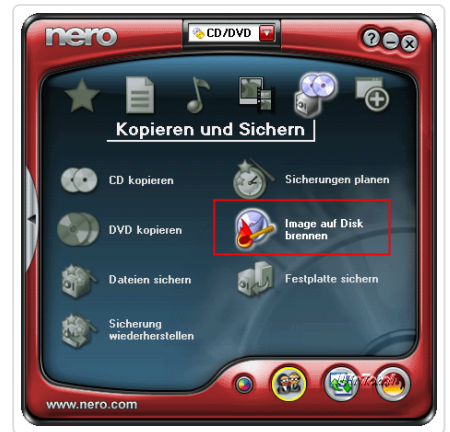 nero
CD/DVD
Kopieren und Sichern
CD kopieren
Sicherungen planen
DVD kopieren
Image auf Disk
brennen
Dateien sichern
Festplatte sichern
Sicherung
wiederherstellen
www.nero.com